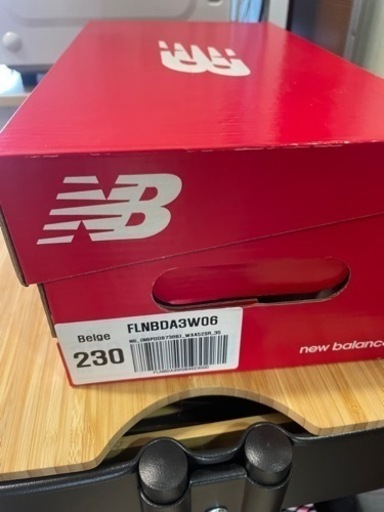 NB
NB
Beige
FLNBDA3W06
230
new balance